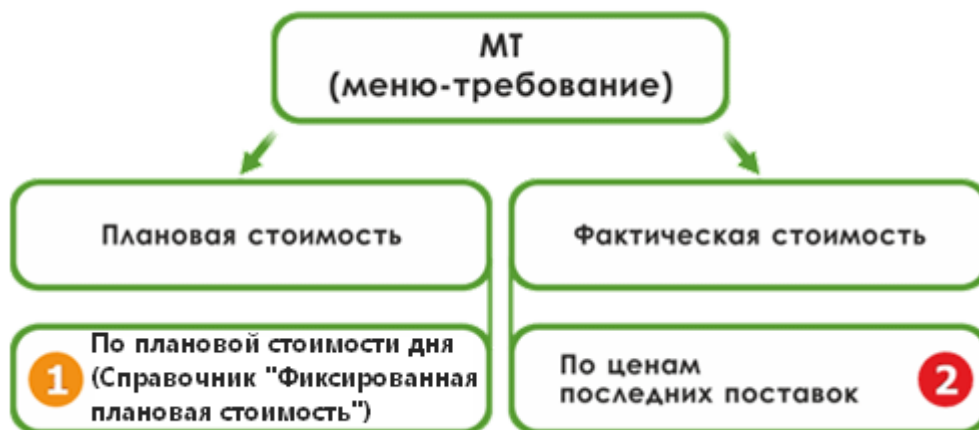 МТ
(меню-требование)
Плановая стоимость
Фактическая стоимость
1
По плановой стоимости дня
(Справочник "Фиксированная
плановая стоимость")
По ценам
последних поставок
2